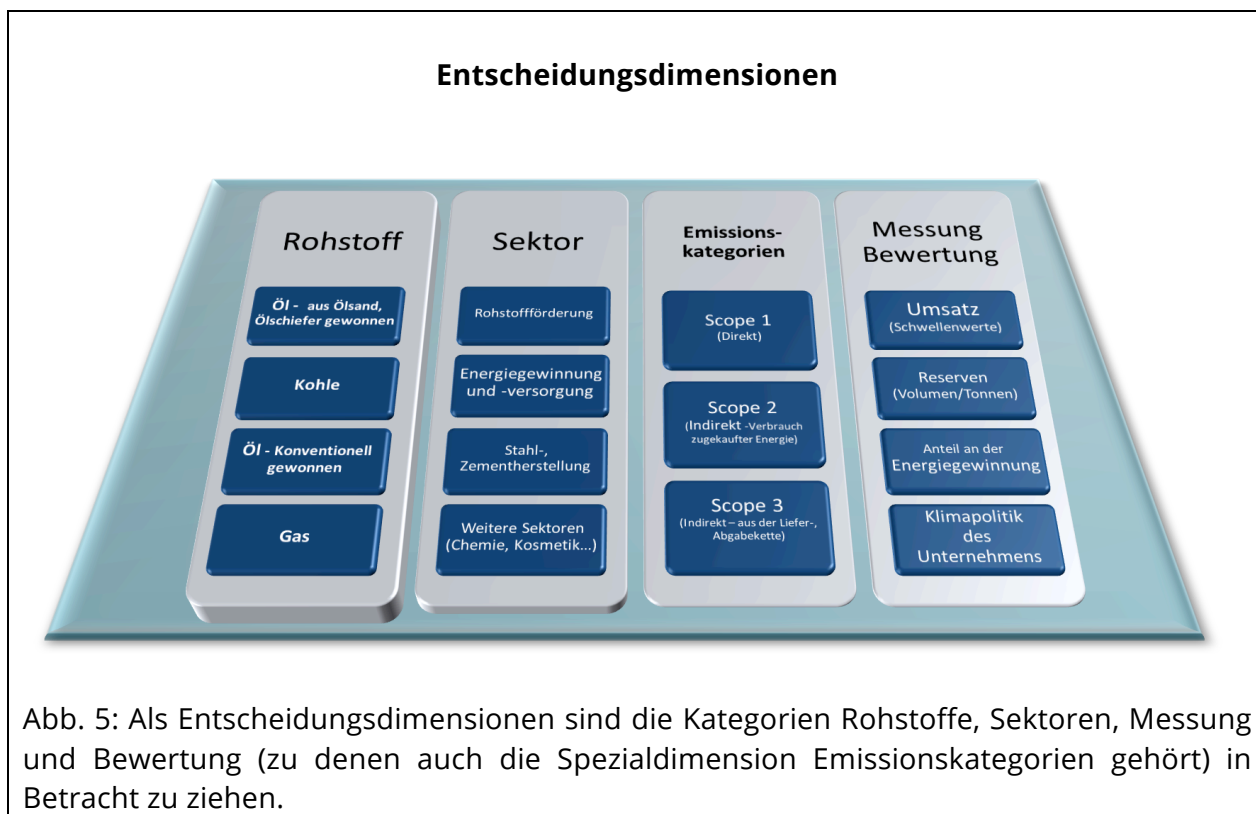 Entscheidungsdimensionen
Rohstoff
Öl - aus Ölsand,
Ölschiefer gewonnen
Kohle
Öl - Konventionell
gewonnen
Gas
Sektor
Rohstoffförderung
Energiegewinnung
und -versorgung
Stahl-,
Zementherstellung
Weitere Sektoren
(Chemie, Kosmetik...)
Emissions-
kategorien
Scope 1
(Direkt)
Scope 2
(Indirekt -Verbrauch
zugekaufter Energie)
Scope 3
(Indirekt – aus der Liefer-,
Abgabekette)
Messung
Bewertung
Umsatz
(Schwellenwerte)
Reserven
(Volumen/Tonnen)
Anteil an der
Energiegewinnung
Klimapolitik
des
Unternehmens
Abb. 5: Als Entscheidungsdimensionen sind die Kategorien Rohstoffe, Sektoren, Messung
und Bewertung (zu denen auch die Spezialdimension Emissionskategorien gehört) in
Betracht zu ziehen.